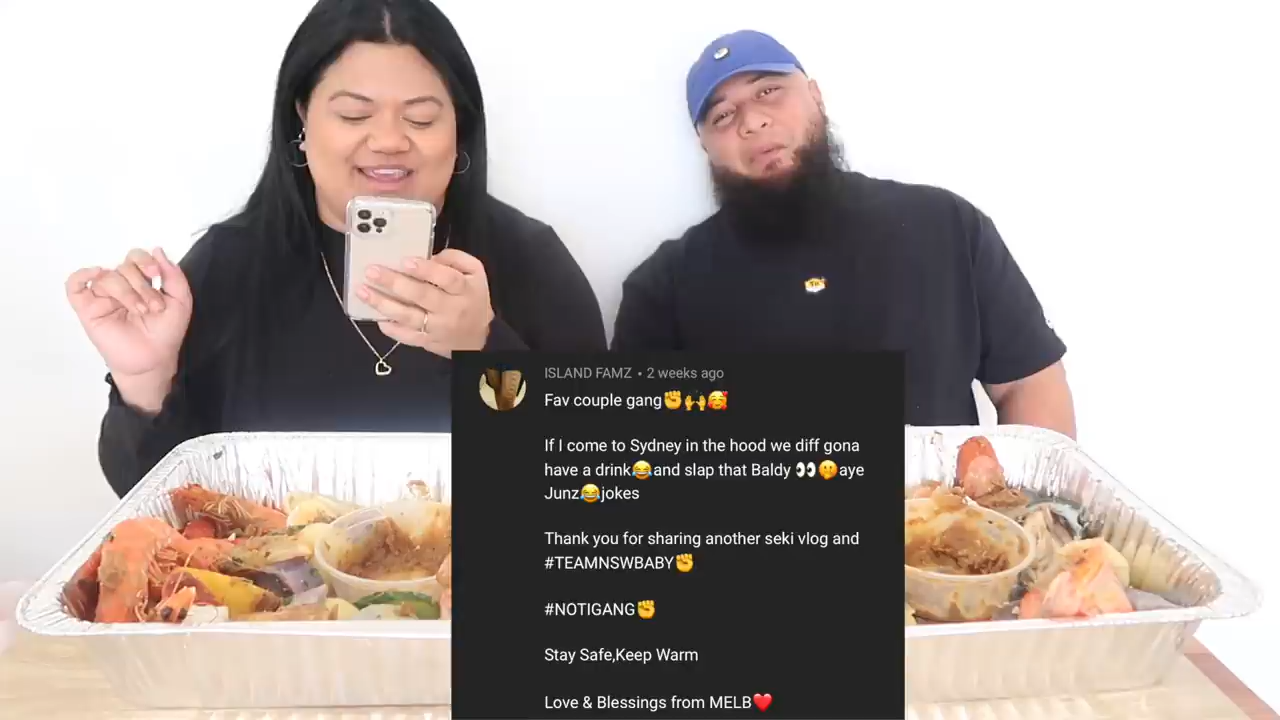 ISLAND FAMZ • 2 weeks ago
Fav couple gang✊🙌🥰
If I come to Sydney in the hood we diff gona
have a drink😂and slap that Baldy 👀🤭aye
Junz😂jokes
Thank you for sharing another seki vlog and
#TEAMNSWBABY✊
#NOTIGANG✊
Stay Safe,Keep Warm
Love & Blessings from MELB❤️